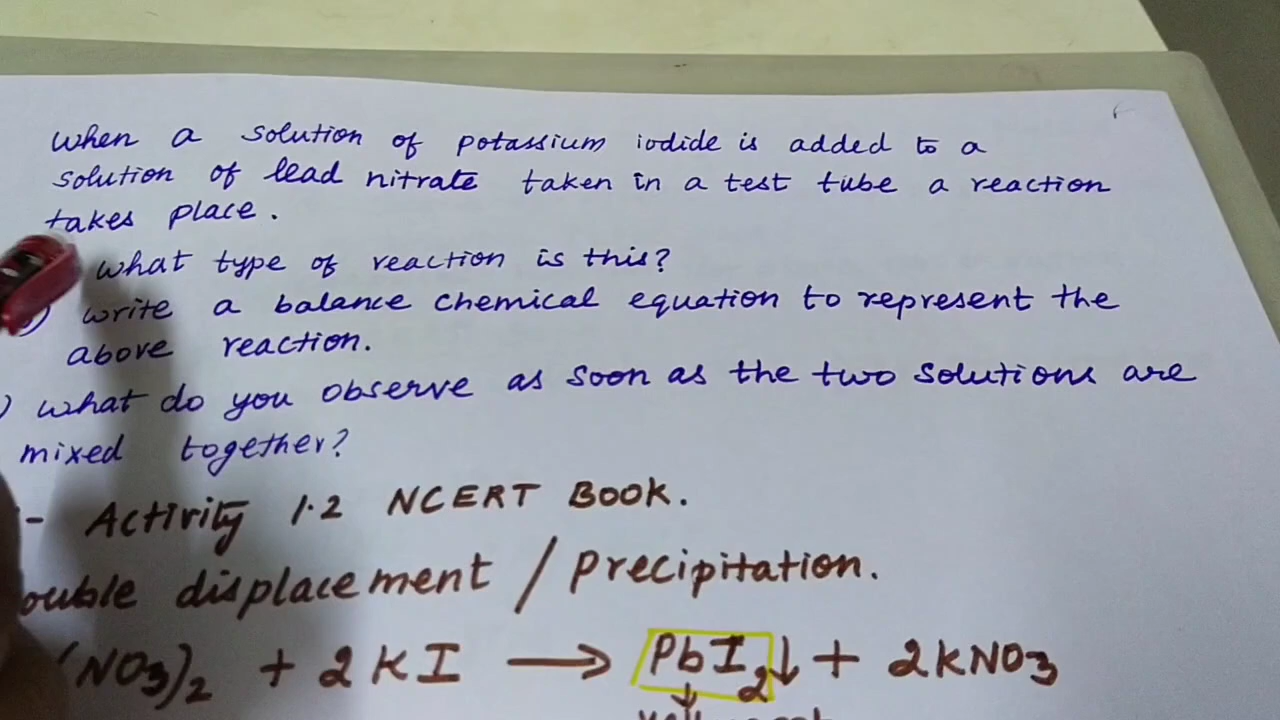 When a solution of potassium iodide is added to a
solution of lead nitrate taken in a test tube a reaction
takes place.
what type of reaction is this?
write a balance chemical equation to represent the
above reaction.
) what do you observe as soon as the two solutions are
mixed together?
:- Activity 1.2 NCERT Book.
ouble displacement / Precipitation.
(NO3)2 + 2KI → PbI2↓ + 2KNO3